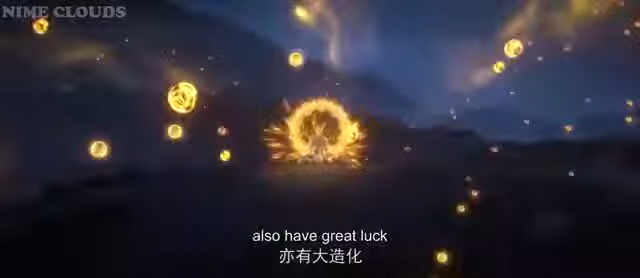 NIME CLOUDS
also have great luck
亦有大造化